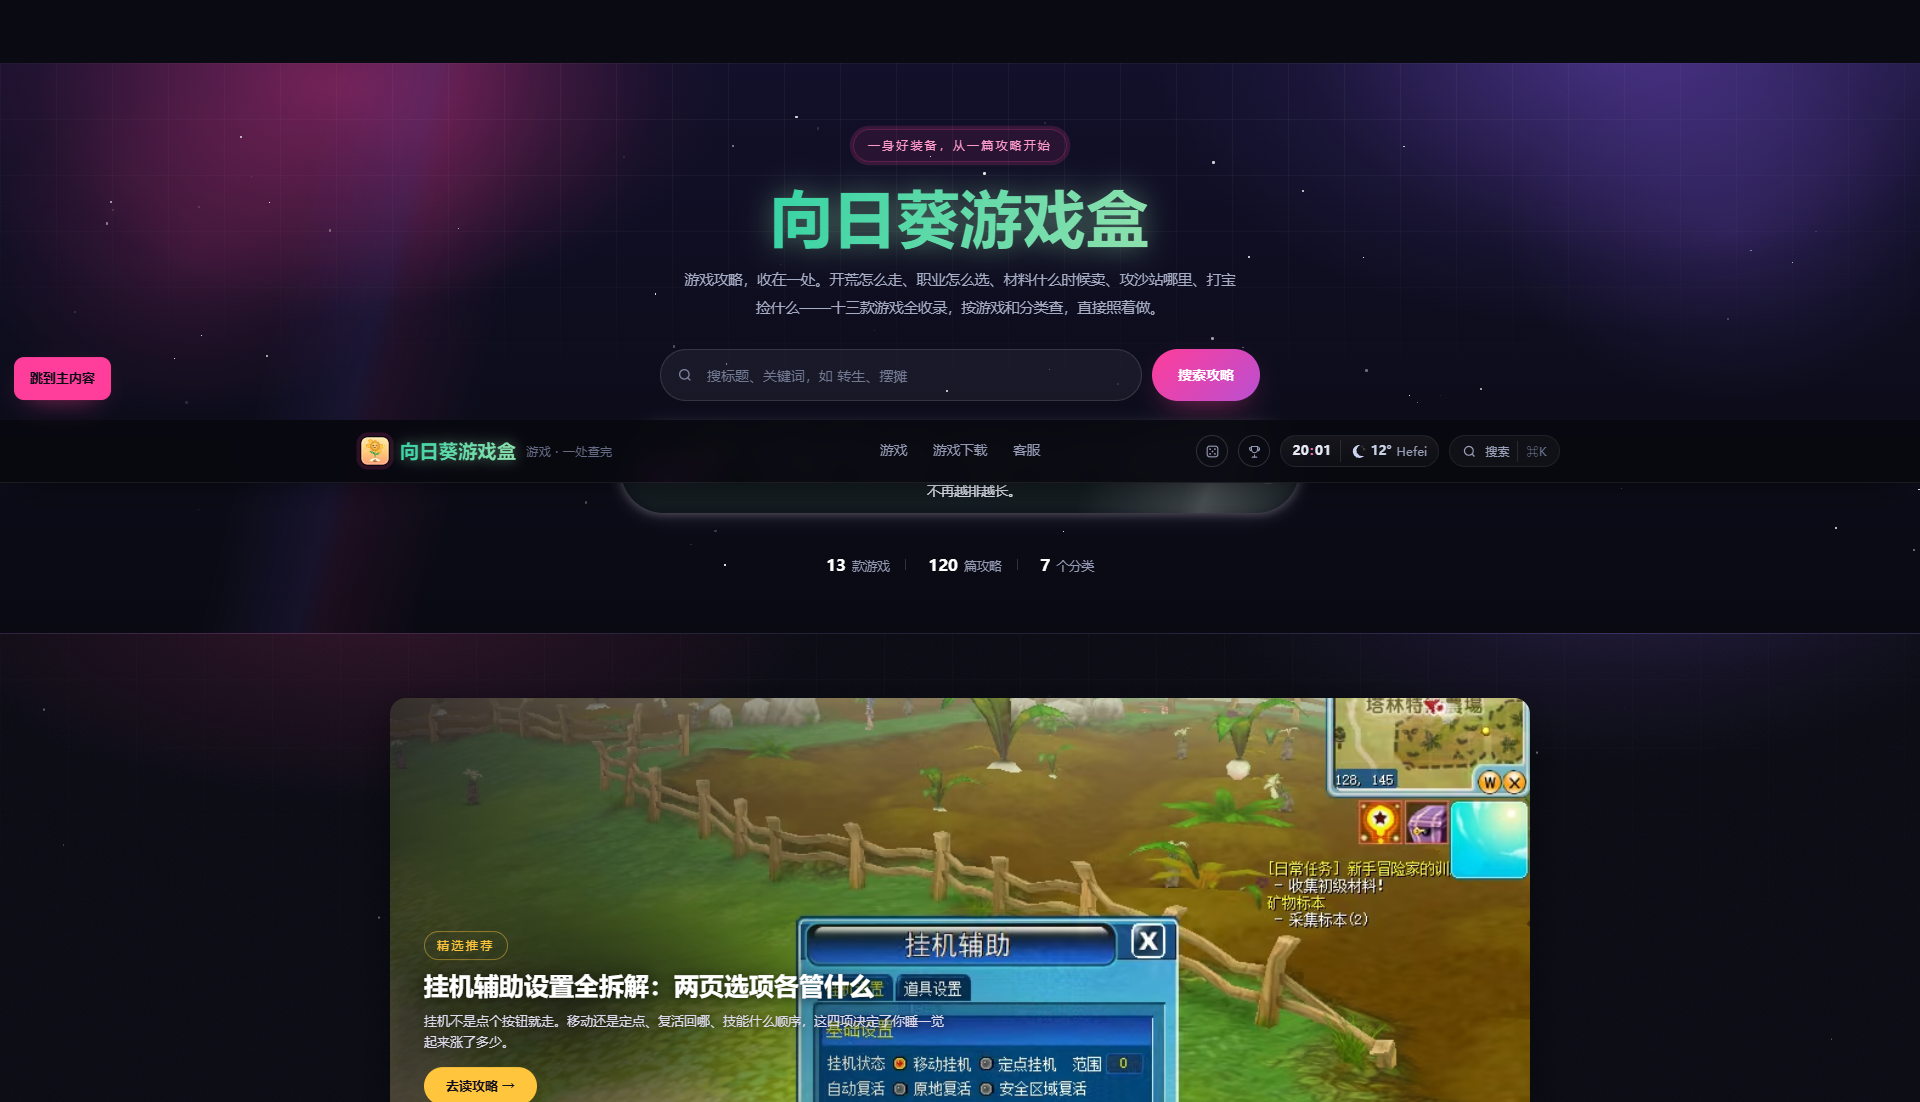 一身好装备，从一篇攻略开始
向日葵游戏盒
游戏攻略，收在一处。开荒怎么走、职业怎么选、材料什么时候卖、攻沙站哪里、打宝
捡什么——十三款游戏全收录，按游戏和分类查，直接照着做。
跳到主内容
搜标题、关键词，如 转生、摆摊
搜索攻略
向日葵游戏盒
游戏 · 一处查完
游戏
游戏下载
客服
20:01
12°
Hefei
搜索
⌘K
不再越排越长。
13 款游戏
120 篇攻略
7 个分类
塔林特
農場
128, 145
W
X
[日常任务] 新手冒险家的训
- 收集初级材料!
矿物标本
- 采集标本(2)
精选推荐
挂机辅助
X
挂机辅助设置全拆解：两页选项各管什么
置
道具设置
挂机不是点个按钮就走。移动还是定点、复活回哪、技能什么顺序，这四项决定了你睡一觉
起来涨了多少。
基础设置
挂机状态
移动挂机
定点挂机
范围
0
去读攻略 →
自动复活
原地复活
安全区域复活